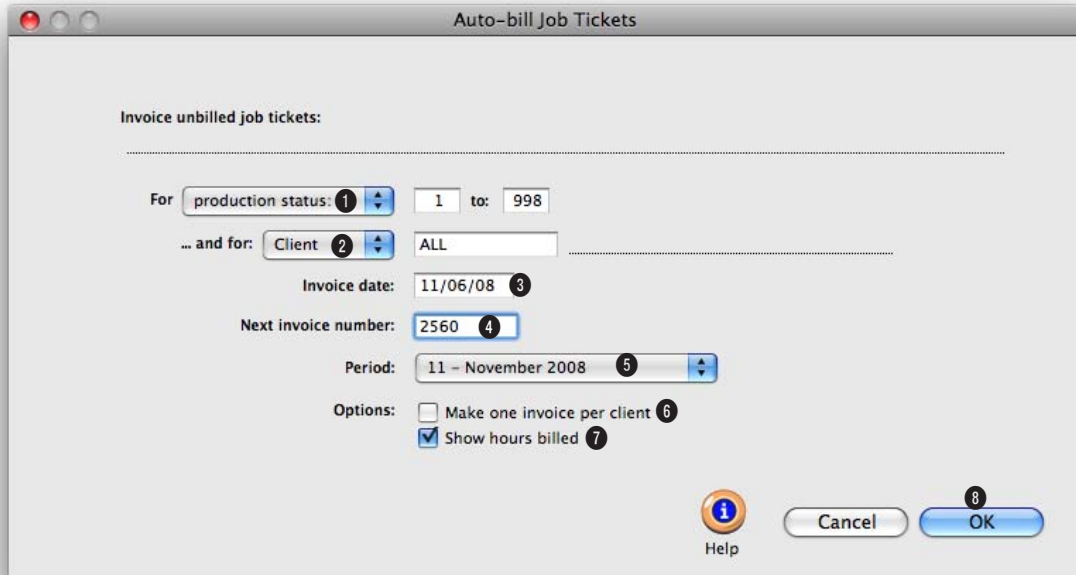 Auto-bill Job Tickets
Invoice unbilled job tickets:
For production status: 1 1 to: 998
... and for: Client 2 ALL
Invoice date: 11/06/08 3
Next invoice number: 2560 4
Period: 11 – November 2008 5
Options: Make one invoice per client 6
Show hours billed 7
8
Help Cancel OK